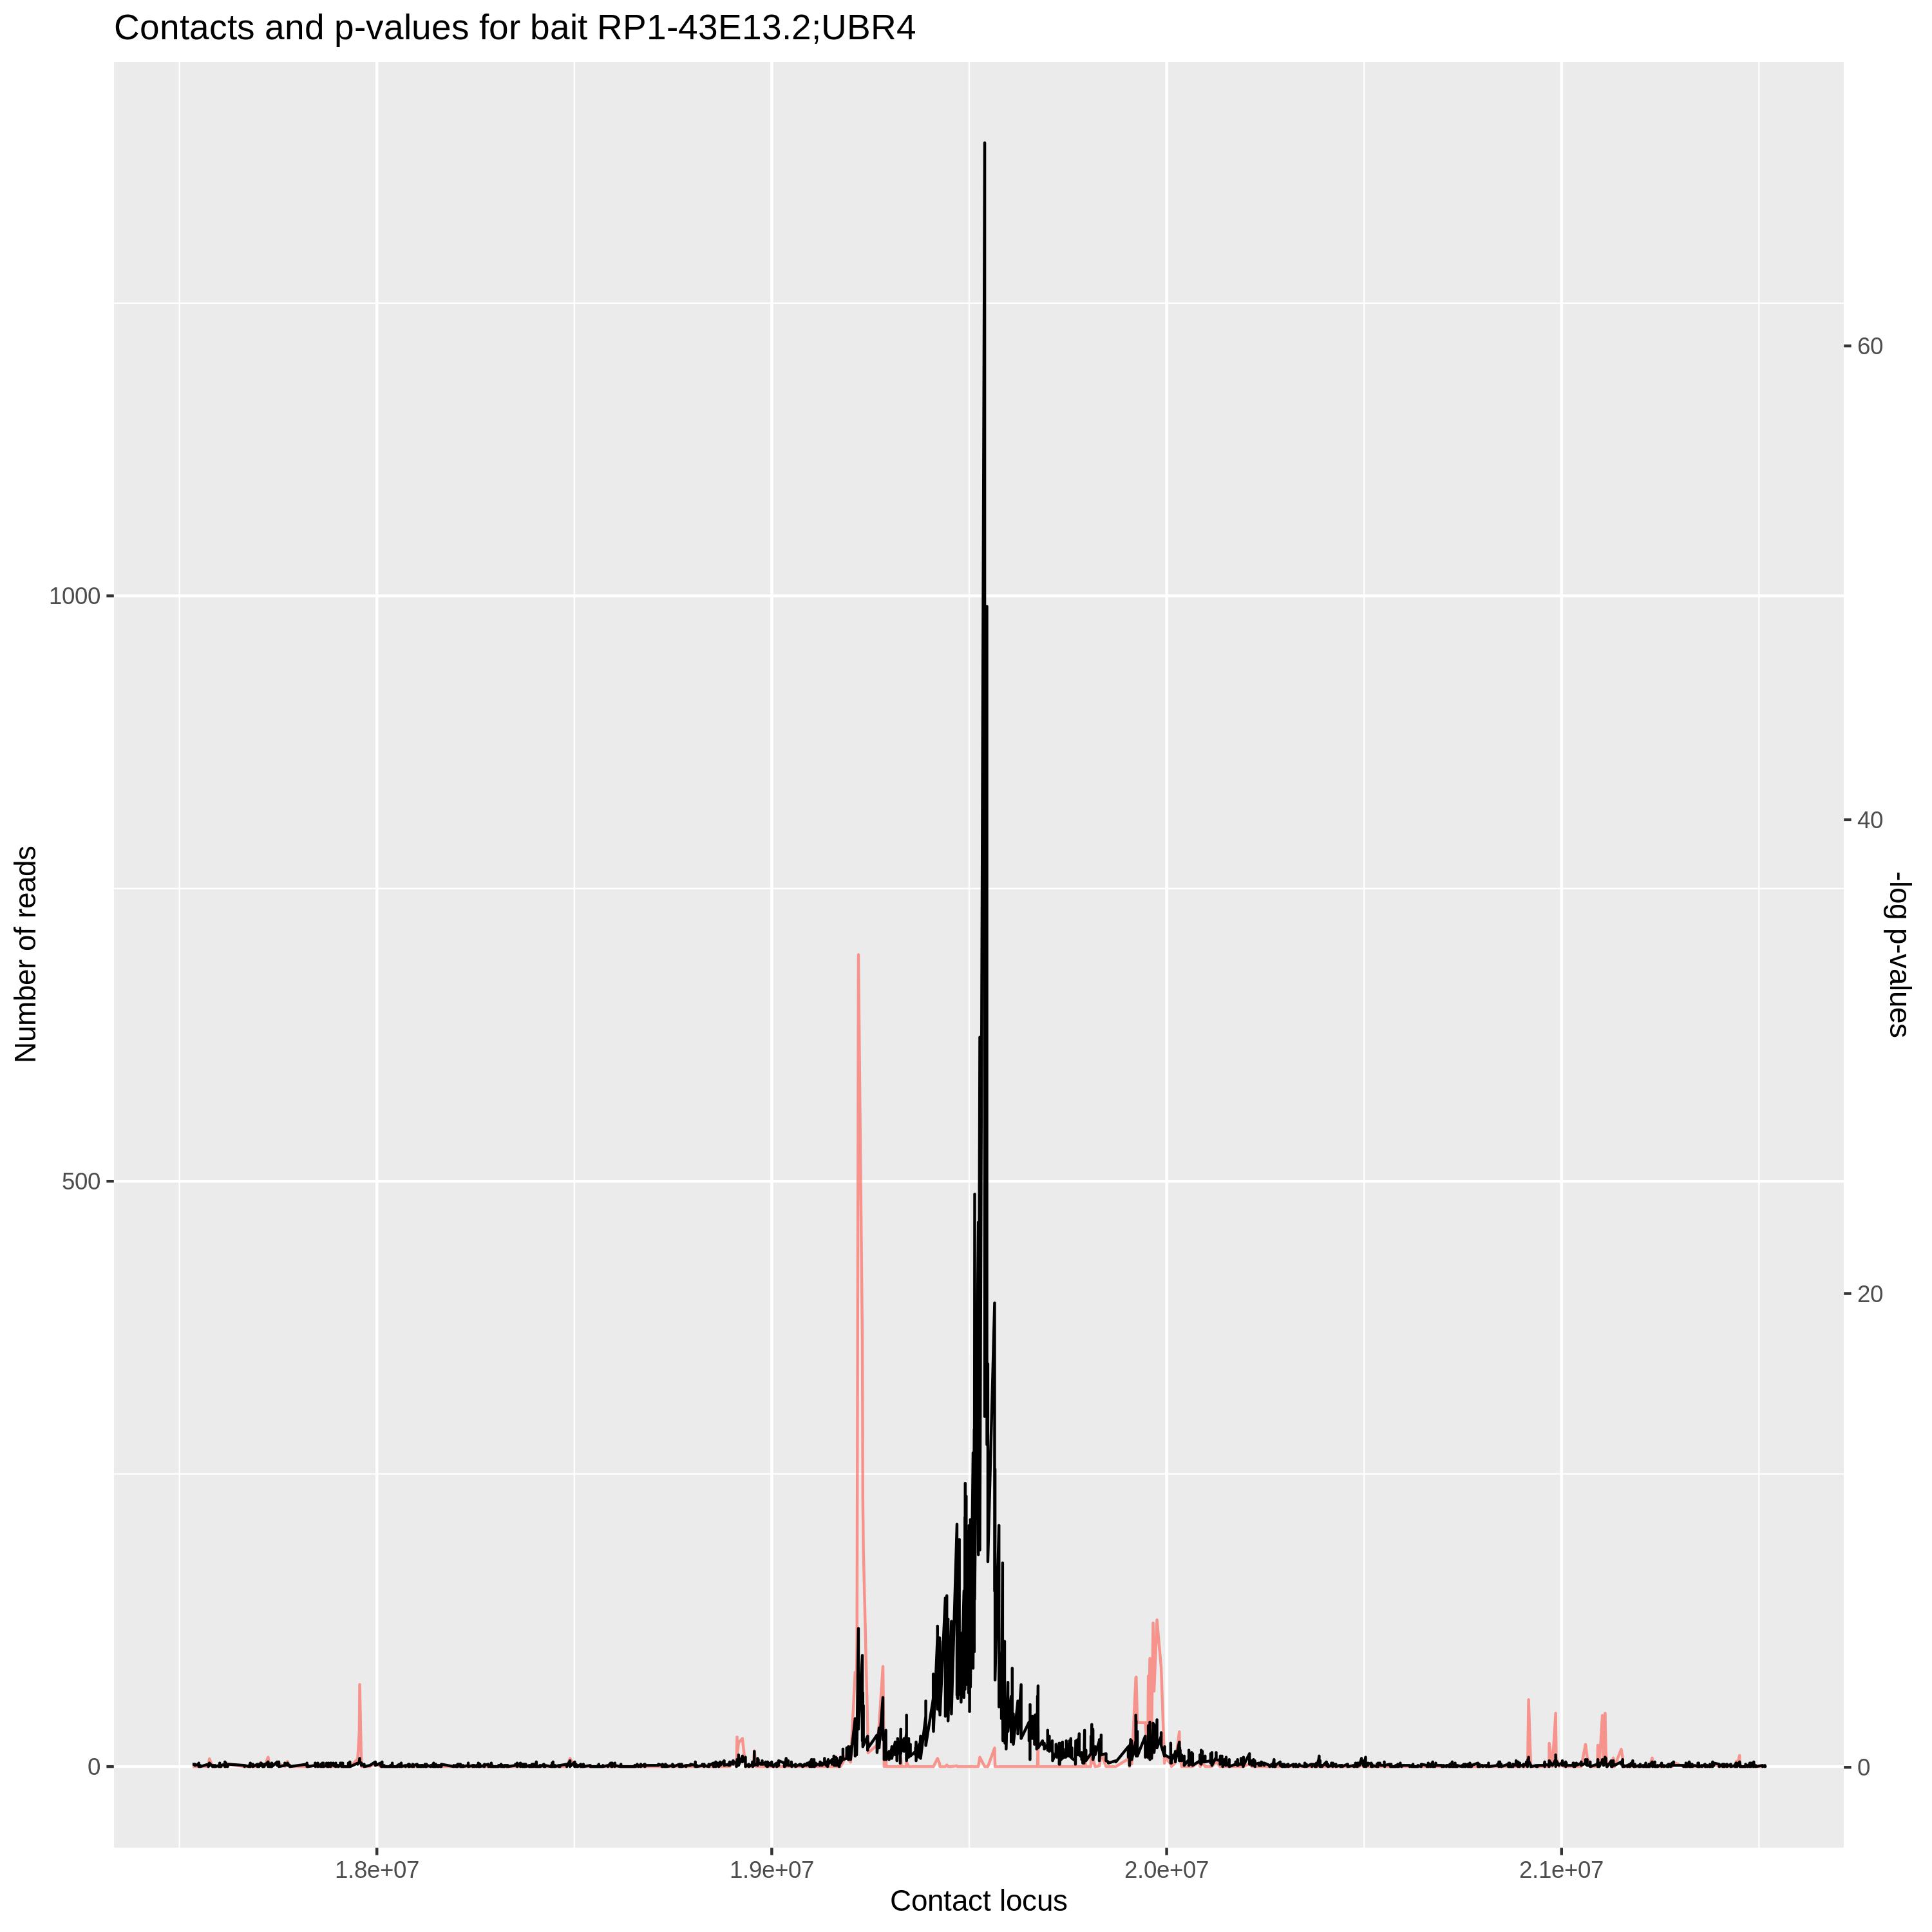 Contacts and p-values for bait RP1-43E13.2;UBR4
1000
500
0
Number of reads
60
40
20
0
-log p-values
1.8e+07
1.9e+07
2.0e+07
2.1e+07
Contact locus